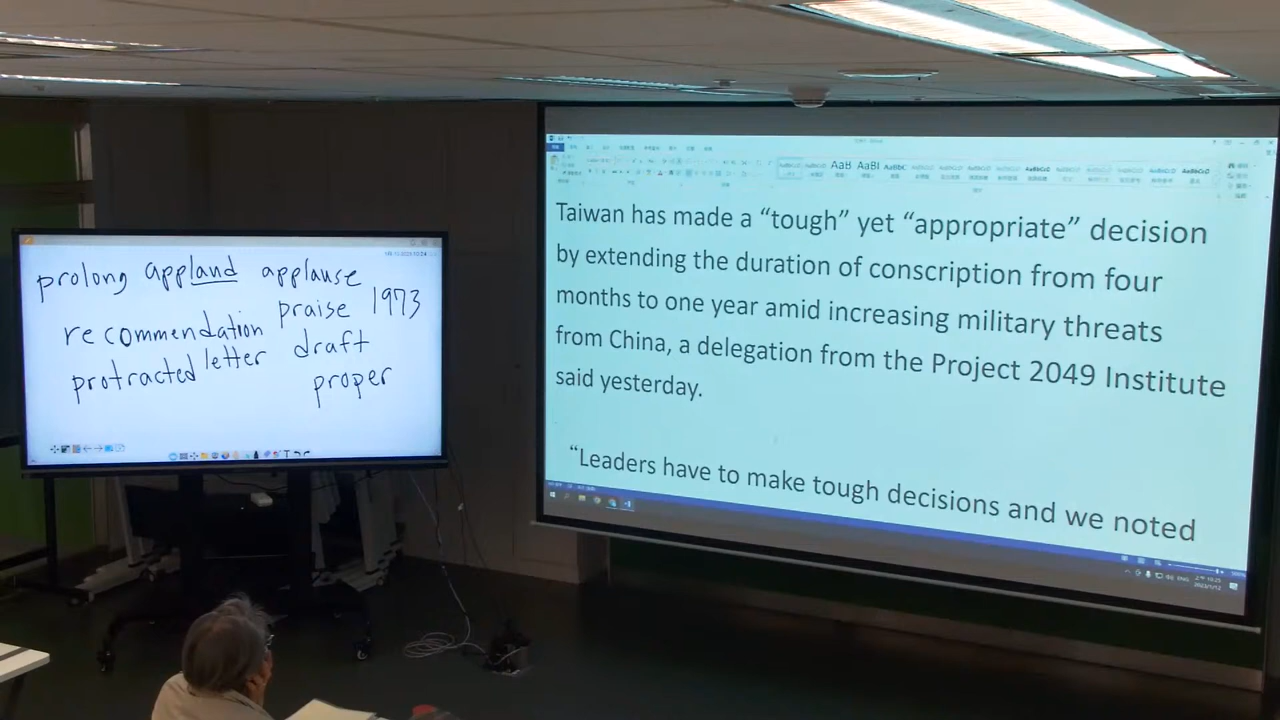 prolong appland applause
praise 1973
recommendation
letter draft
protracted
proper
Taiwan has made a “tough” yet “appropriate” decision
by extending the duration of conscription from four
months to one year amid increasing military threats
from China, a delegation from the Project 2049 Institute
said yesterday.
“Leaders have to make tough decisions and we noted